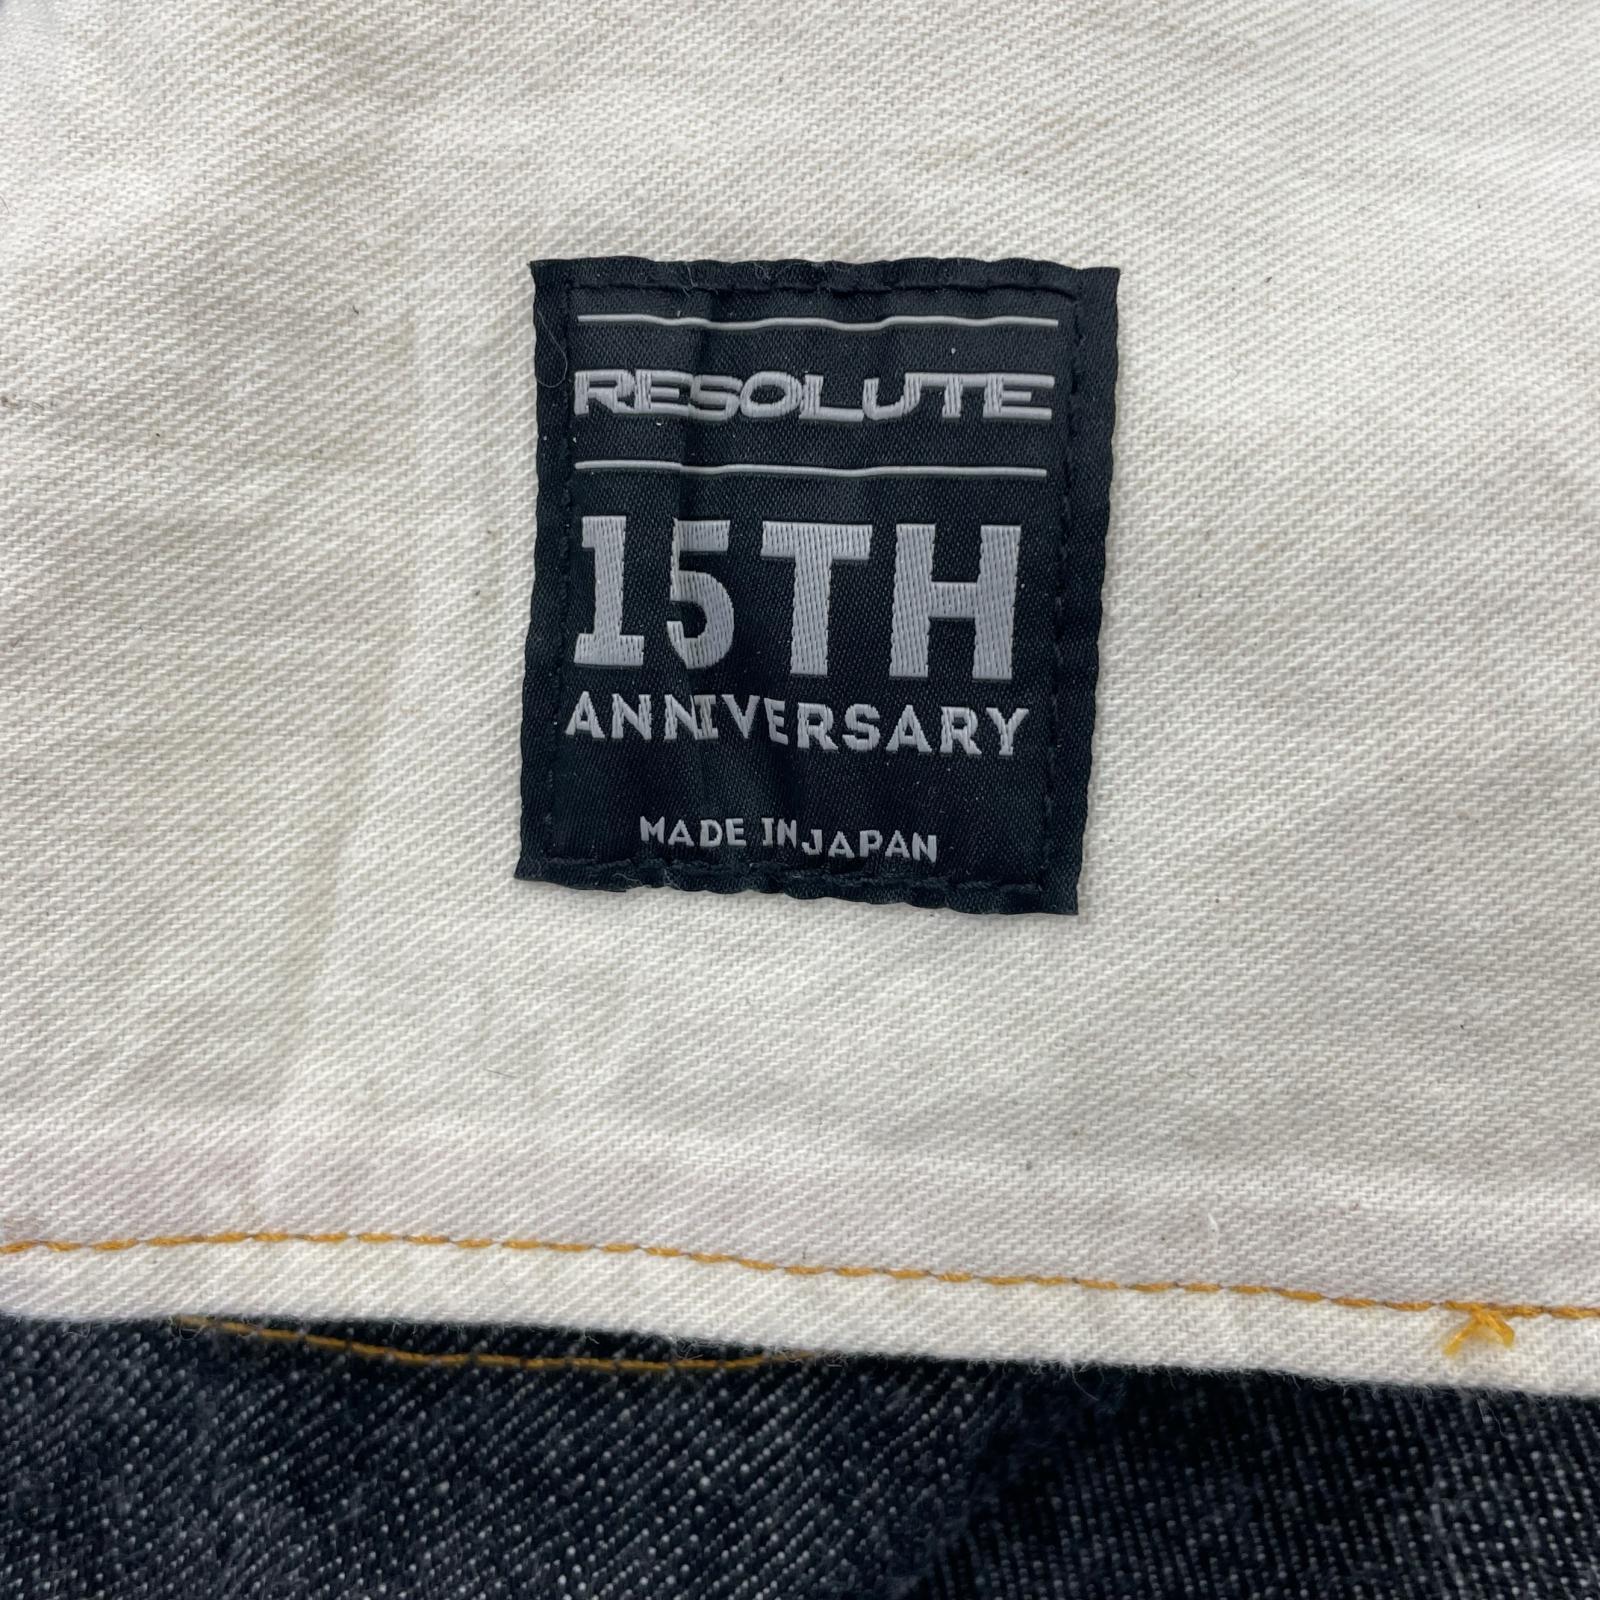 RESOLUTE
15TH
ANNIVERSARY
MADE IN JAPAN